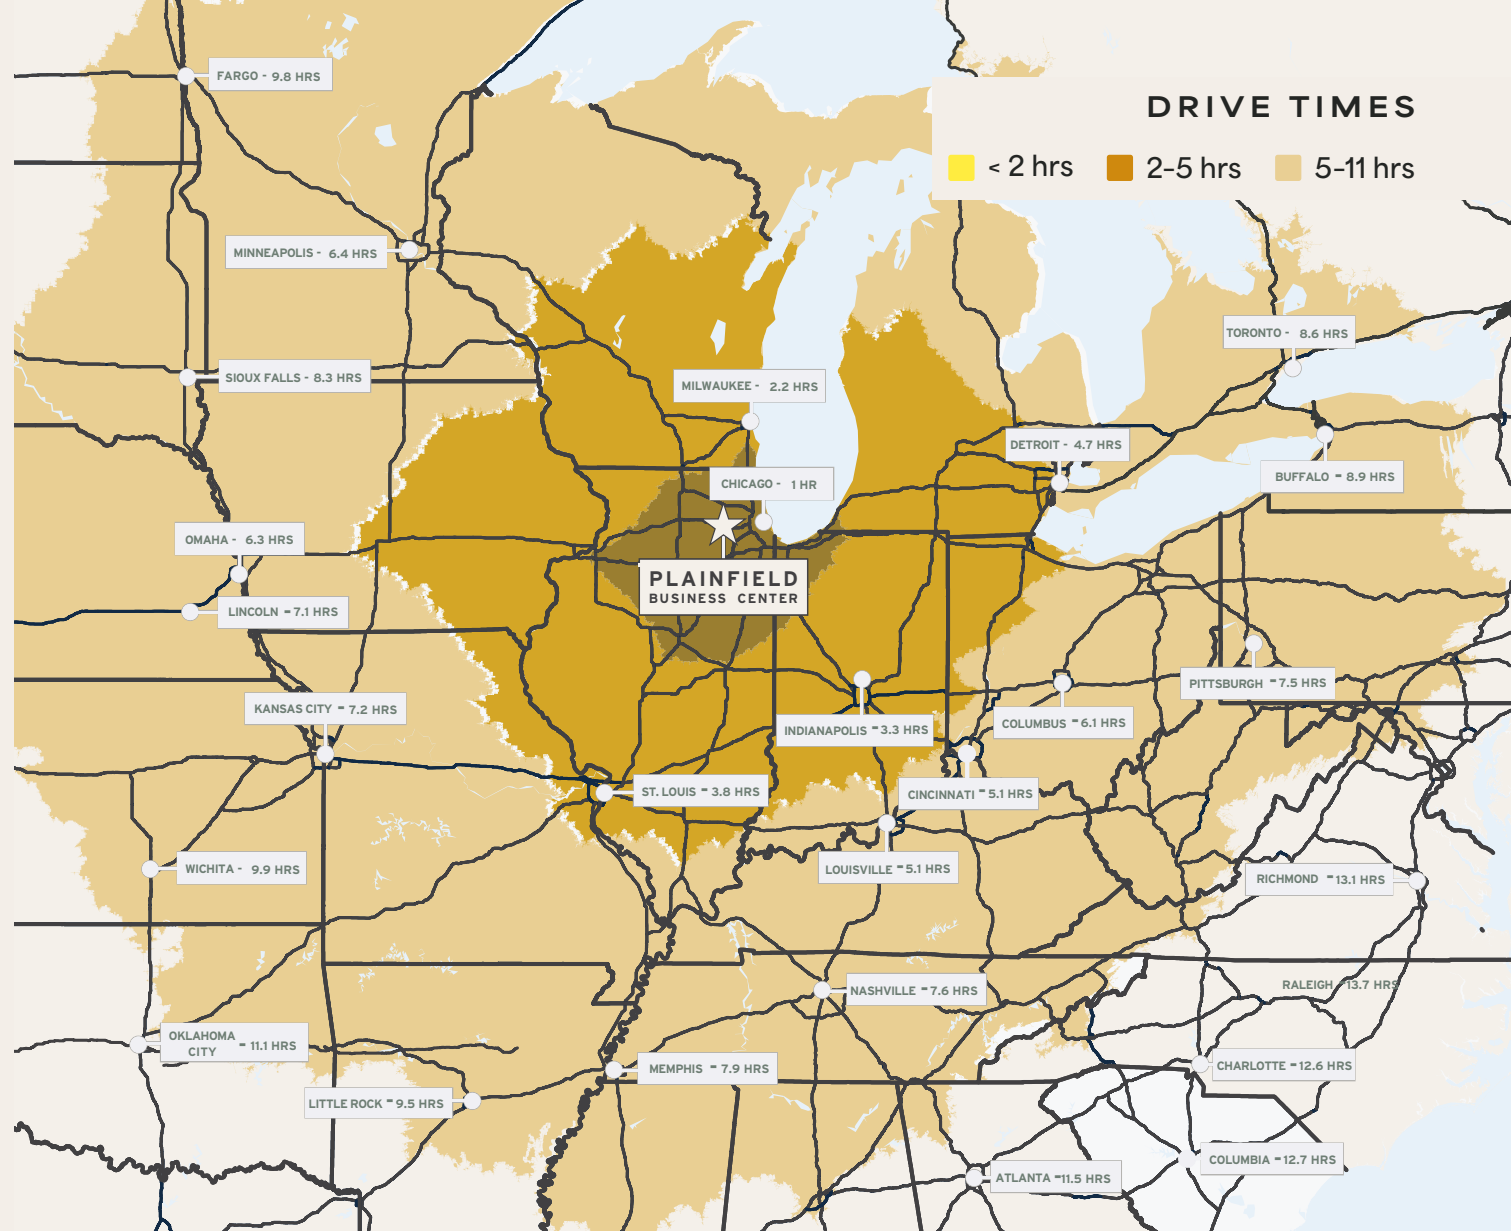 FARGO - 9.8 HRS
DRIVE TIMES
< 2 hrs
2-5 hrs
5-11 hrs
MINNEAPOLIS - 6.4 HRS
TORONTO - 8.6 HRS
SIOUX FALLS - 8.3 HRS
MILWAUKEE - 2.2 HRS
DETROIT - 4.7 HRS
BUFFALO - 8.9 HRS
CHICAGO - 1 HR
OMAHA - 6.3 HRS
PLAINFIELD
BUSINESS CENTER
LINCOLN - 7.1 HRS
PITTSBURGH - 7.5 HRS
KANSAS CITY - 7.2 HRS
COLUMBUS - 6.1 HRS
INDIANAPOLIS - 3.3 HRS
ST. LOUIS - 3.8 HRS
CINCINNATI - 5.1 HRS
WICHITA - 9.9 HRS
LOUISVILLE - 5.1 HRS
RICHMOND - 13.1 HRS
RALEIGH - 13.7 HRS
NASHVILLE - 7.6 HRS
OKLAHOMA
CITY - 11.1 HRS
MEMPHIS - 7.9 HRS
CHARLOTTE - 12.6 HRS
LITTLE ROCK - 9.5 HRS
COLUMBIA - 12.7 HRS
ATLANTA - 11.5 HRS